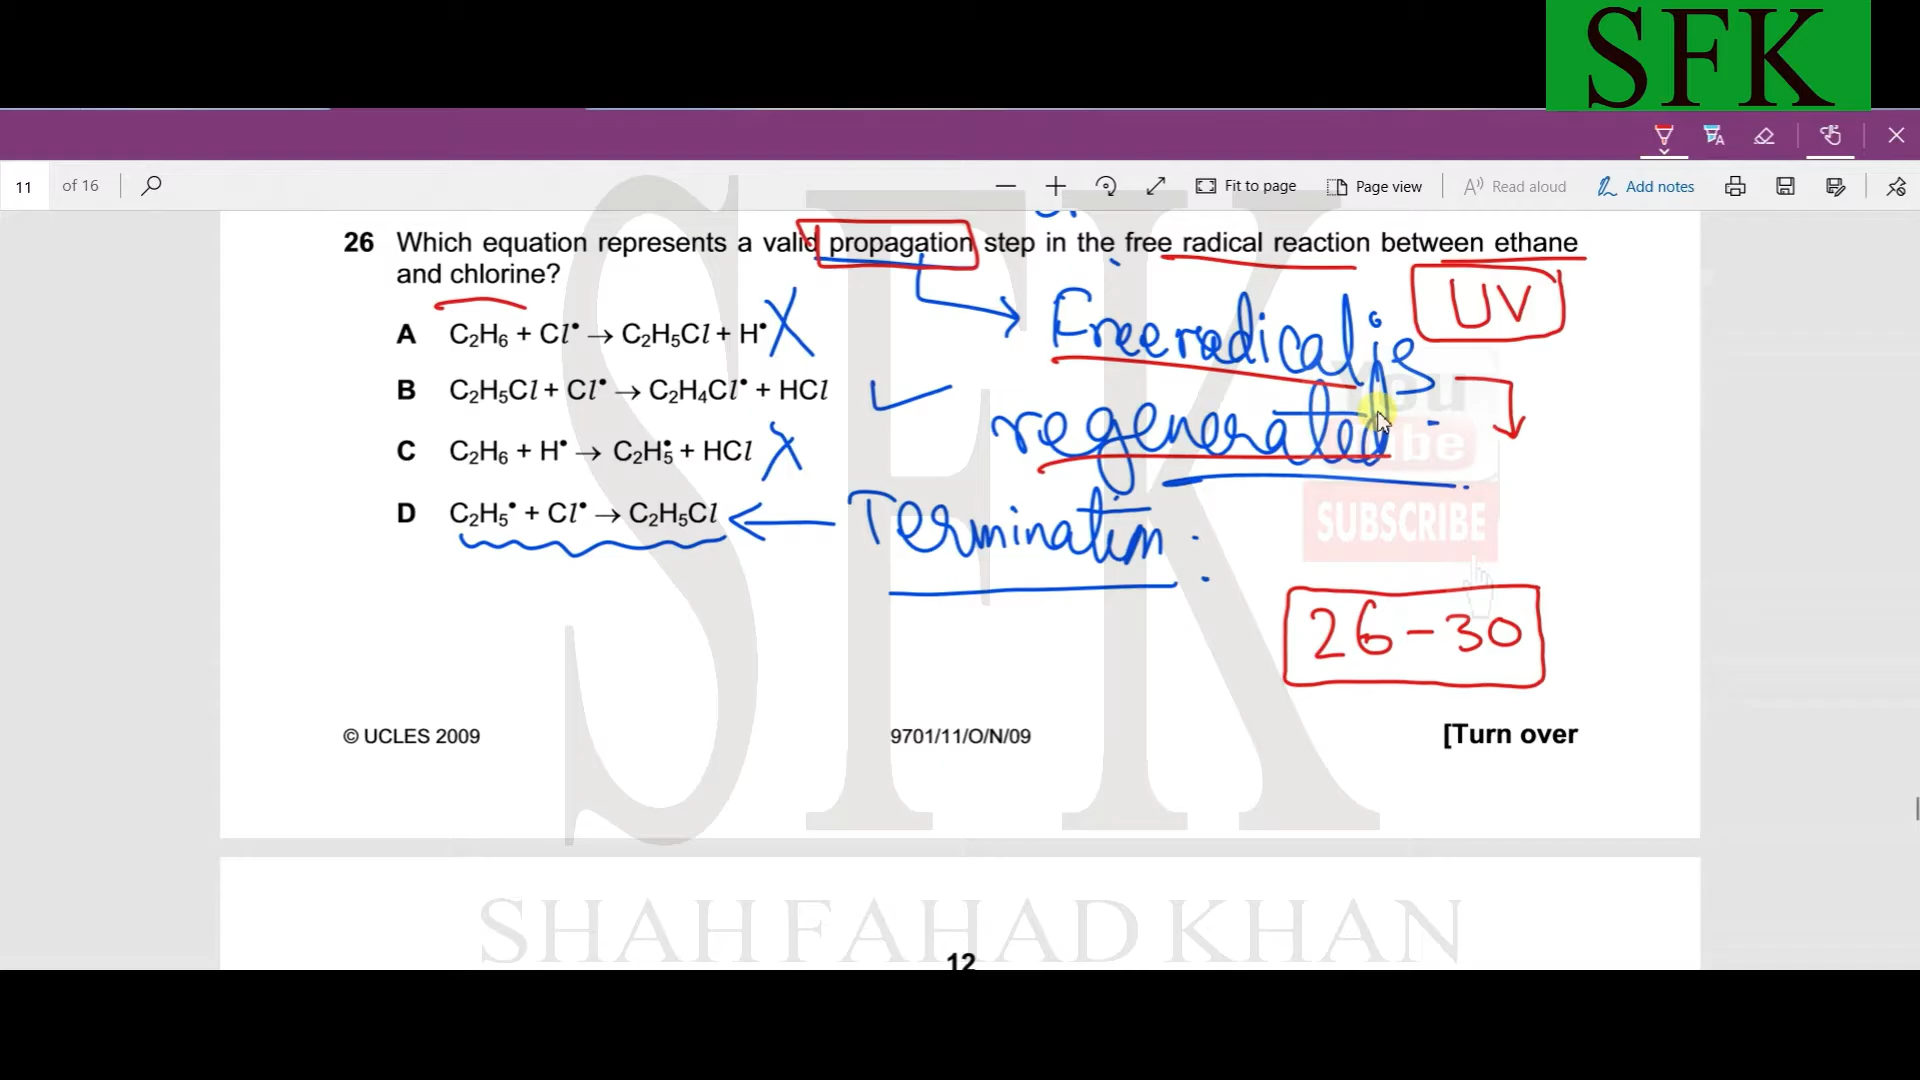 SFK
11 of 16 Fit to page Page view Read aloud Add notes
26 Which equation represents a valid propagation step in the free radical reaction between ethane
and chlorine?
UV
A C₂H₆ + Cl• → C₂H₅Cl + H• X
Free radical is
B C₂H₅Cl + Cl• → C₂H₄Cl• + HCl ✓
regenerated.
C C₂H₆ + H• → C₂H₅• + HCl X
D C₂H₅• + Cl• → C₂H₅Cl ← Termination :
You
Tube
SUBSCRIBE
26 - 30
© UCLES 2009 9701/11/O/N/09 [Turn over
SFK
SHAH FAHAD KHAN
12